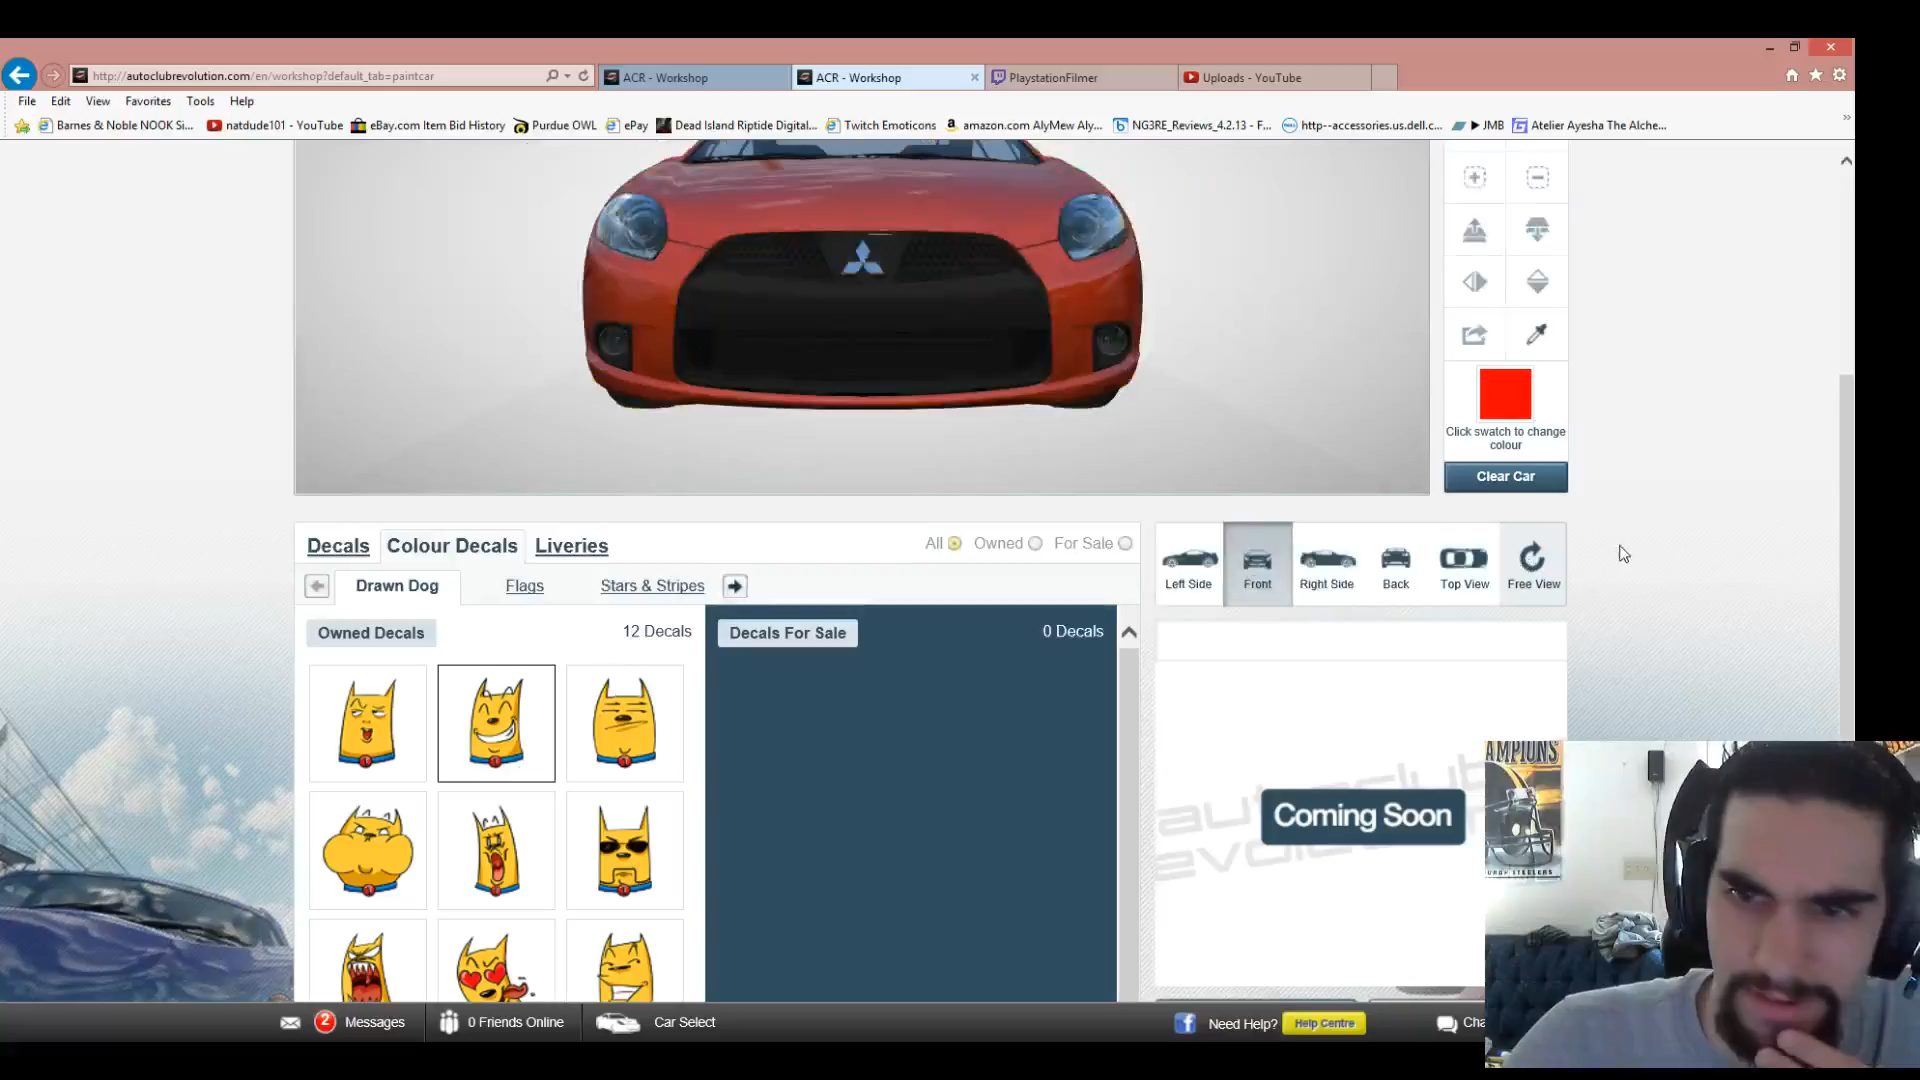 http://autoclubrevolution.com/en/workshop?default_tab=paintcar
ACR - Workshop
ACR - Workshop
PlaystationFilmer
Uploads - YouTube
File Edit View Favorites Tools Help
Barnes & Noble NOOK Si...
natdude101 - YouTube
eBay.com Item Bid History
Purdue OWL
ePay
Dead Island Riptide Digital...
Twitch Emoticons
amazon.com AlyMew Aly...
NG3RE_Reviews_4.2.13 - F...
http--accessories.us.dell.c...
JMB
Atelier Ayesha The Alche...
Click swatch to change
colour
Clear Car
Decals Colour Decals Liveries
All Owned For Sale
Left Side Front Right Side Back Top View Free View
Drawn Dog Flags Stars & Stripes
Owned Decals 12 Decals
Decals For Sale 0 Decals
Coming Soon
AMPIONS
2 Messages
0 Friends Online
Car Select
Need Help? Help Centre
Cha